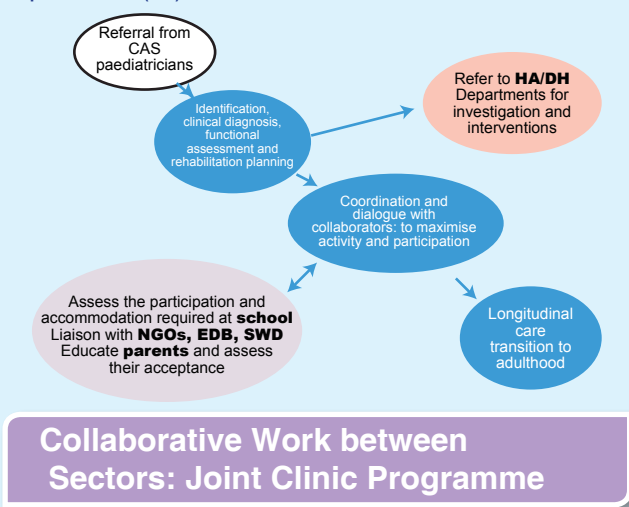 Referral from
CAS
paediatricians
Identification,
clinical diagnosis,
functional
assessment and
rehabilitation planning
Refer to HA/DH
Departments for
investigation and
interventions
Coordination and
dialogue with
collaborators: to maximise
activity and participation
Assess the participation and
accommodation required at school
Liaison with NGOs, EDB, SWD
Educate parents and assess
their acceptance
Longitudinal
care
transition to
adulthood
Collaborative Work between
Sectors: Joint Clinic Programme